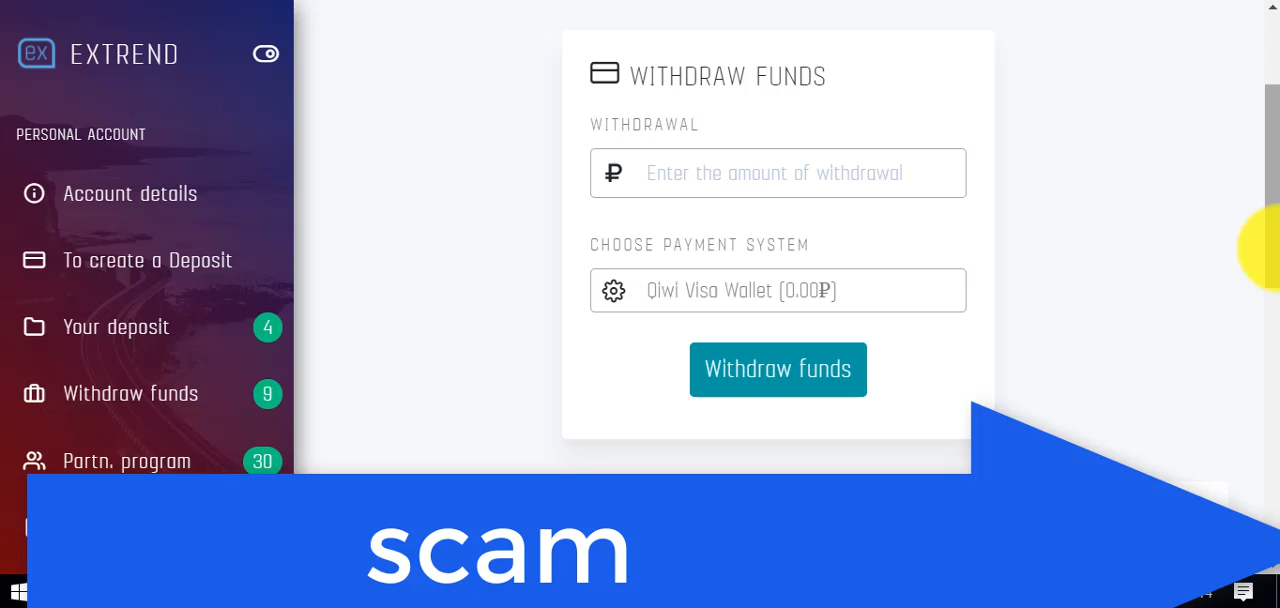 ex EXTREND
PERSONAL ACCOUNT
Account details
To create a Deposit
Your deposit 4
Withdraw funds 9
Partn. program 30
WITHDRAW FUNDS
WITHDRAWAL
₽ Enter the amount of withdrawal
CHOOSE PAYMENT SYSTEM
Qiwi Visa Wallet (0.00₽)
Withdraw funds
scam